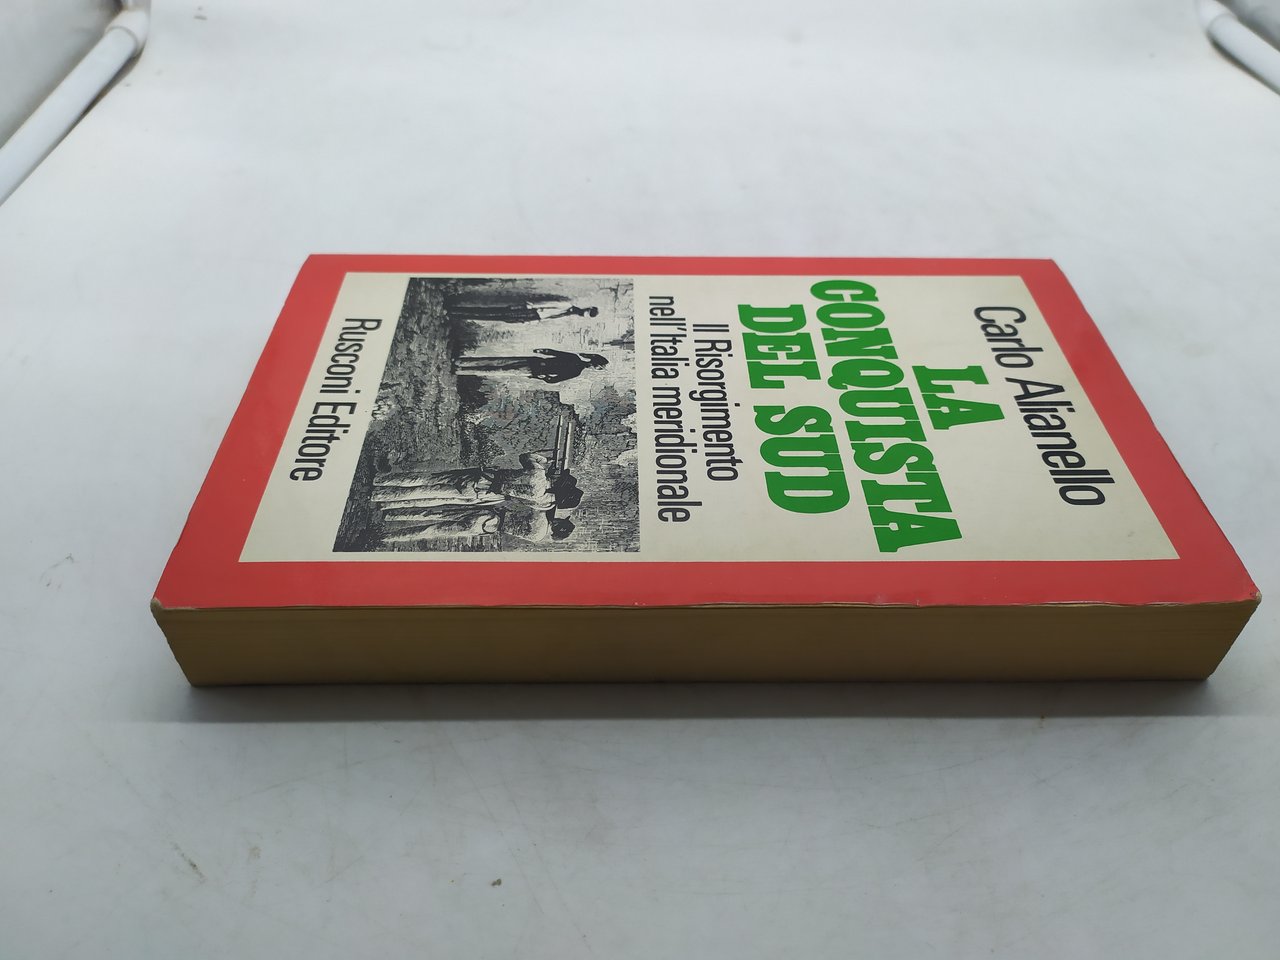 Carlo Alianello
LA
CONQUISTA
DEL SUD
Il Risorgimento
nell'Italia meridionale
Rusconi Editore